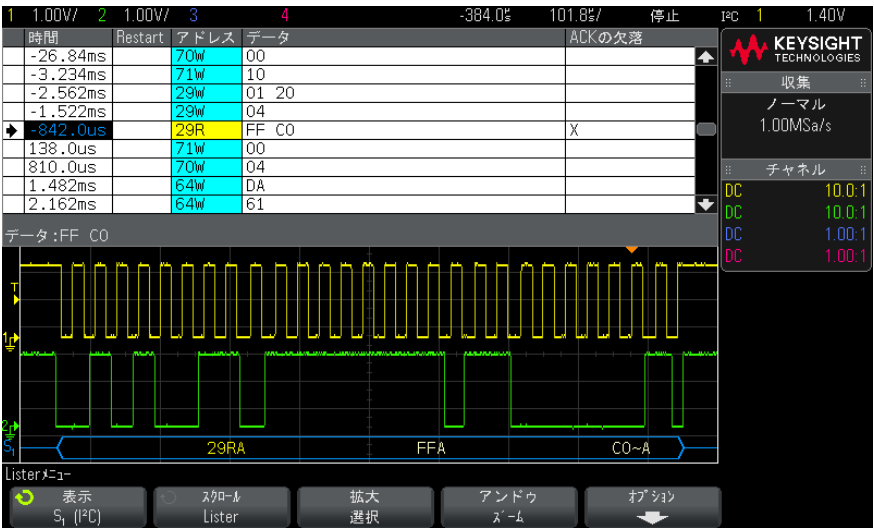 1 1.00V/ 2 1.00V/ 3 4 -384.0㎲ 101.8㎲/ 停止 I²C 1 1.40V
時間 Restart アドレス データ ACKの欠落
-26.84ms 70W 00
-3.234ms 71W 10
-2.562ms 29W 01 20
-1.522ms 29W 04
-842.0us 29R FF C0 X
138.0us 71W 00
810.0us 70W 04
1.482ms 64W DA
2.162ms 64W 61
データ:FF C0
KEYSIGHT
TECHNOLOGIES
収集
ノーマル
1.00MSa/s
チャネル
DC 10.0:1
DC 10.0:1
DC 1.00:1
DC 1.00:1
T
1
2
S₁ 29RA FFA C0~A
Listerメニュー
表示 スクロール 拡大 アンドゥ オプション
S₁ (I²C) Lister 選択 ズーム